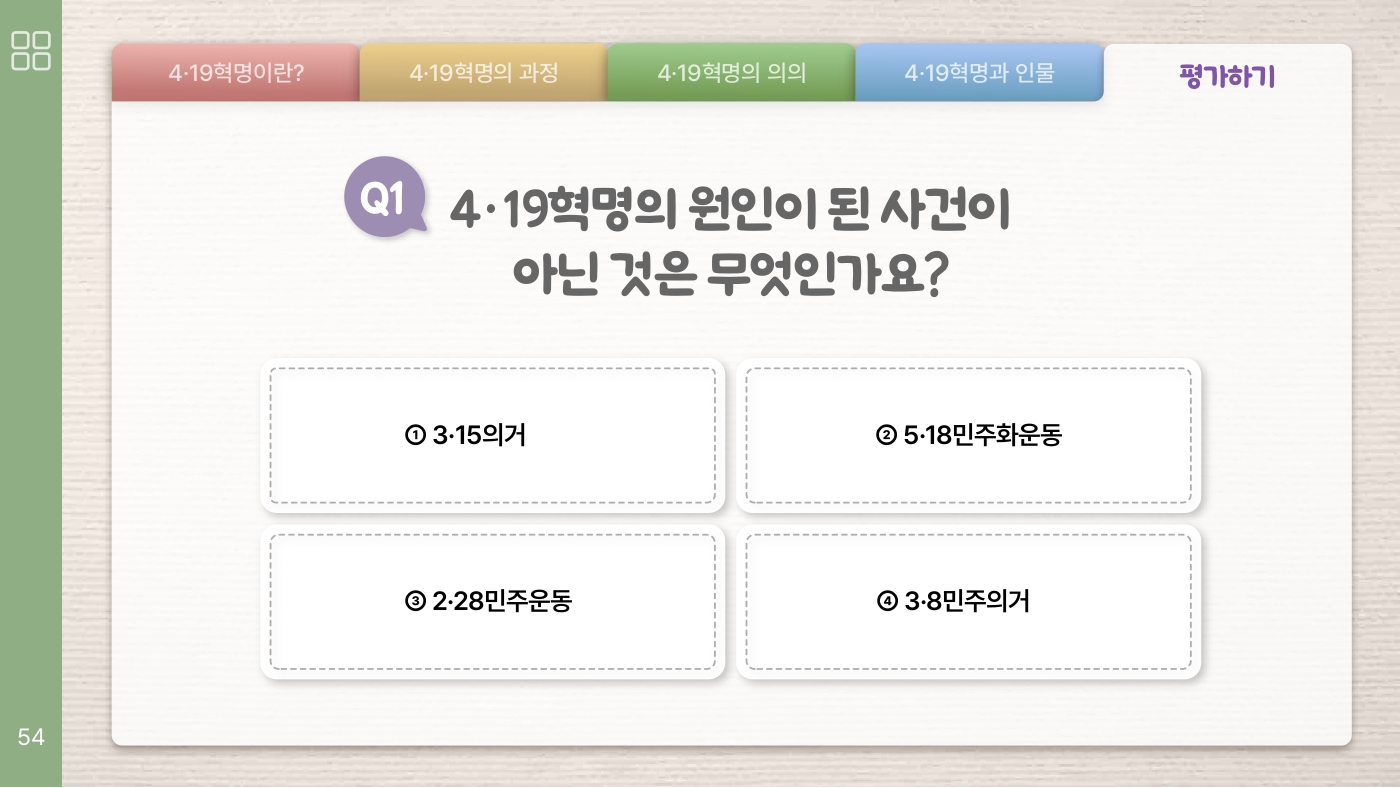 4·19혁명이란?
4·19혁명의 과정
4·19혁명의 의의
4·19혁명과 인물
평가하기
Q1
4·19혁명의 원인이 된 사건이
아닌 것은 무엇인가요?
① 3·15의거
② 5·18민주화운동
③ 2·28민주운동
④ 3·8민주의거
54